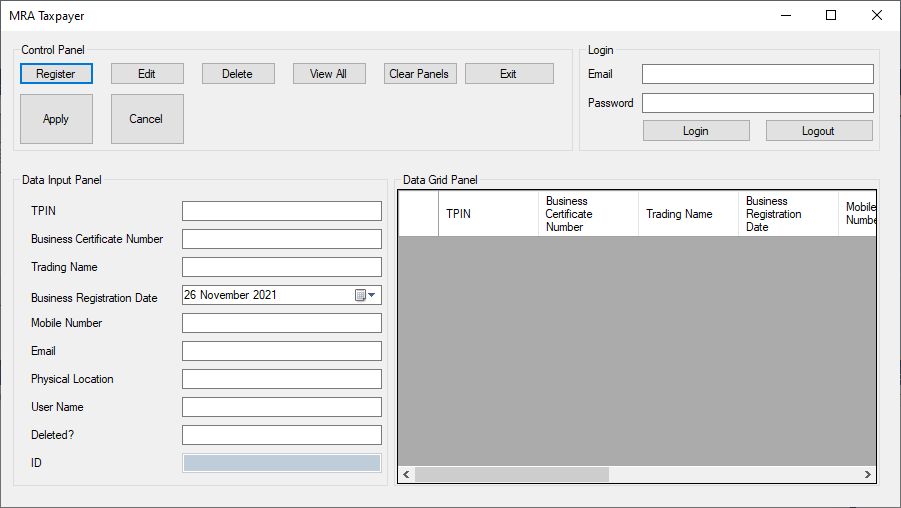 MRA Taxpayer
Control Panel
Register Edit Delete View All Clear Panels Exit
Apply Cancel
Login
Email
Password
Login Logout
Data Input Panel
TPIN
Business Certificate Number
Trading Name
Business Registration Date 26 November 2021
Mobile Number
Email
Physical Location
User Name
Deleted?
ID
Data Grid Panel
TPIN
Business
Certificate
Number
Trading Name
Business
Registration
Date
Mobile
Numbe